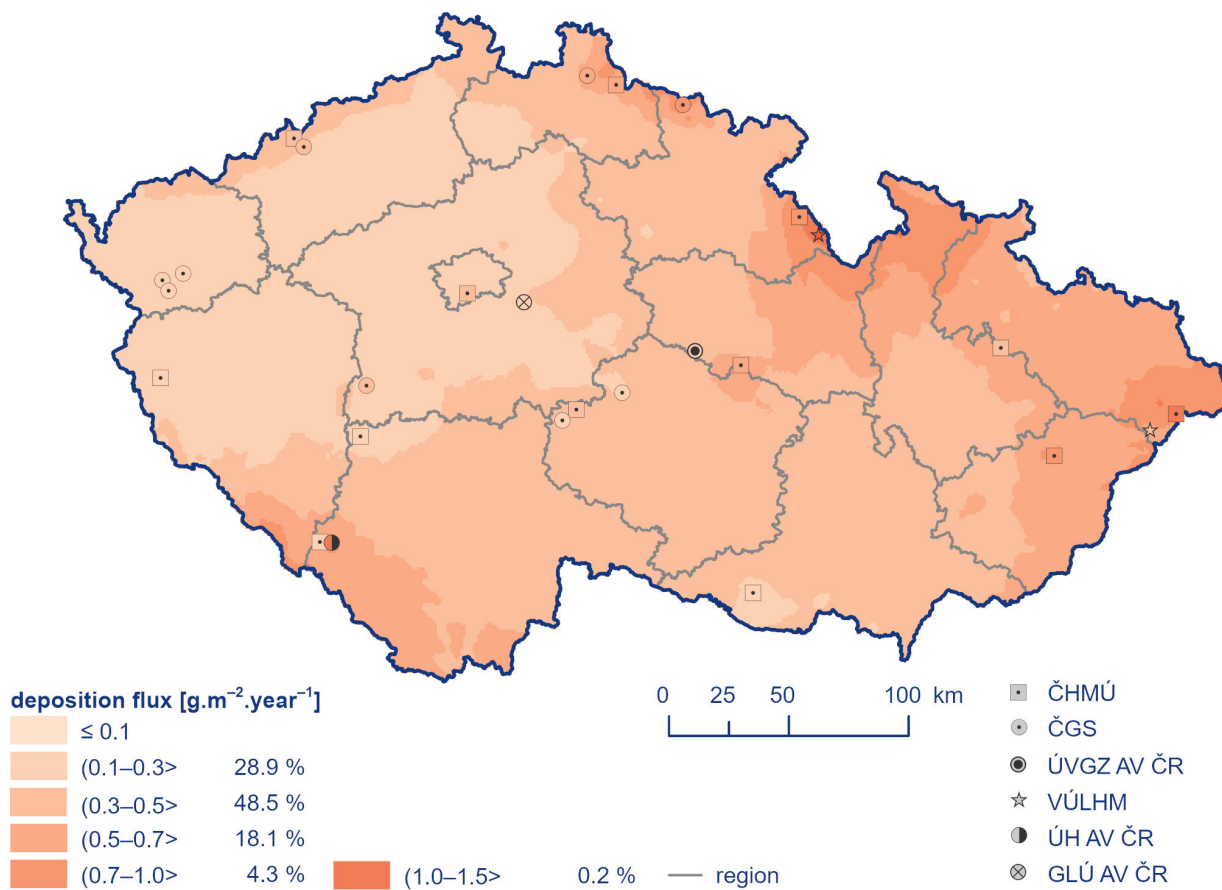 deposition flux [g.m⁻².year⁻¹]
≤ 0.1
(0.1–0.3> 28.9 %
(0.3–0.5> 48.5 %
(0.5–0.7> 18.1 %
(0.7–1.0> 4.3 %
(1.0–1.5> 0.2 %
region
0 25 50 100 km
ČHMÚ
ČGS
ÚVGZ AV ČR
VÚLHM
ÚH AV ČR
GLÚ AV ČR